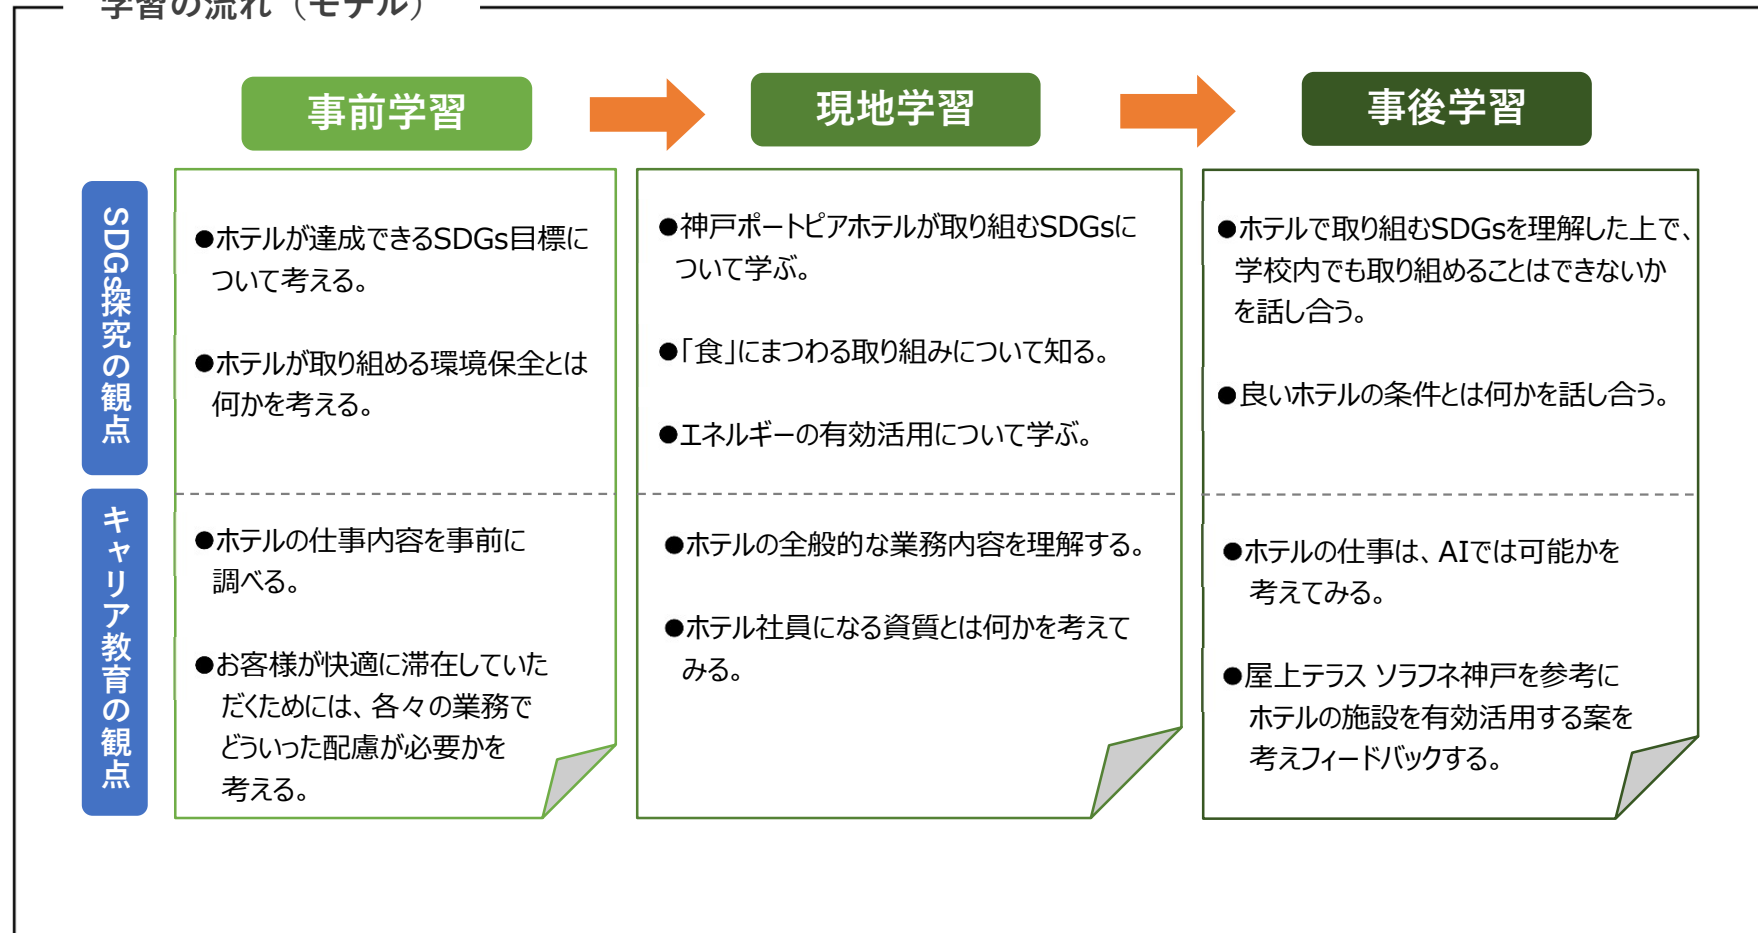 学習の流れ（モデル）
事前学習
現地学習
事後学習
SDGs探究の観点
●ホテルが達成できるSDGs目標に
ついて考える。
●ホテルが取り組める環境保全とは
何かを考える。
●神戸ポートピアホテルが取り組むSDGsに
ついて学ぶ。
●「食」にまつわる取り組みについて知る。
●エネルギーの有効活用について学ぶ。
●ホテルで取り組むSDGsを理解した上で、
学校内でも取り組めることはできないか
を話し合う。
●良いホテルの条件とは何かを話し合う。
キャリア教育の観点
●ホテルの仕事内容を事前に
調べる。
●お客様が快適に滞在していた
だくためには、各々の業務で
どういった配慮が必要かを
考える。
●ホテルの全般的な業務内容を理解する。
●ホテル社員になる資質とは何かを考えて
みる。
●ホテルの仕事は、AIでは可能かを
考えてみる。
●屋上テラス ソラフネ神戸を参考に
ホテルの施設を有効活用する案を
考えフィードバックする。